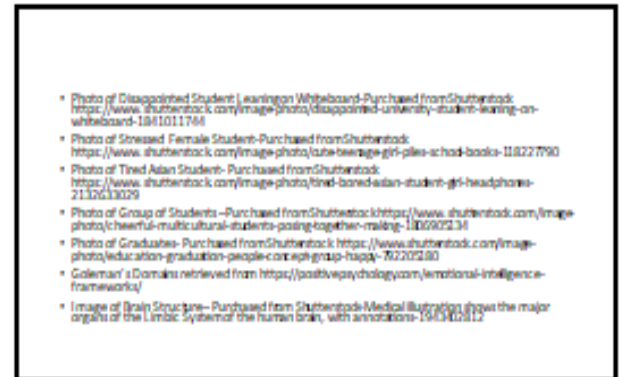 • Photo of Disappointed Student Leaning on Whiteboard-Purchased from Shutterstock
https://www.shutterstock.com/image-photo/disappointed-university-student-leaning-on-
whiteboard-1841011744
• Photo of Stressed Female Student-Purchased from Shutterstock
https://www.shutterstock.com/image-photo/cute-teenage-girl-piles-school-books-118227790
• Photo of Tired Asian Student- Purchased from Shutterstock
https://www.shutterstock.com/image-photo/tired-bored-asian-student-girl-headphones-
2132633029
• Photo of Group of Students –Purchased from Shutterstock https://www.shutterstock.com/image-
photo/cheerful-multicultural-students-posing-together-making-1806905134
• Photo of Graduates- Purchased from Shutterstock https://www.shutterstock.com/image-
photo/education-graduation-people-concept-group-happy-792205180
• Goleman's Domains retrieved from https://positivepsychology.com/emotional-intelligence-
frameworks/
• Image of Brain Structure– Purchased from Shutterstock-Medical illustration shows the major
organs of the Limbic System of the human brain, with annotations-1943402812